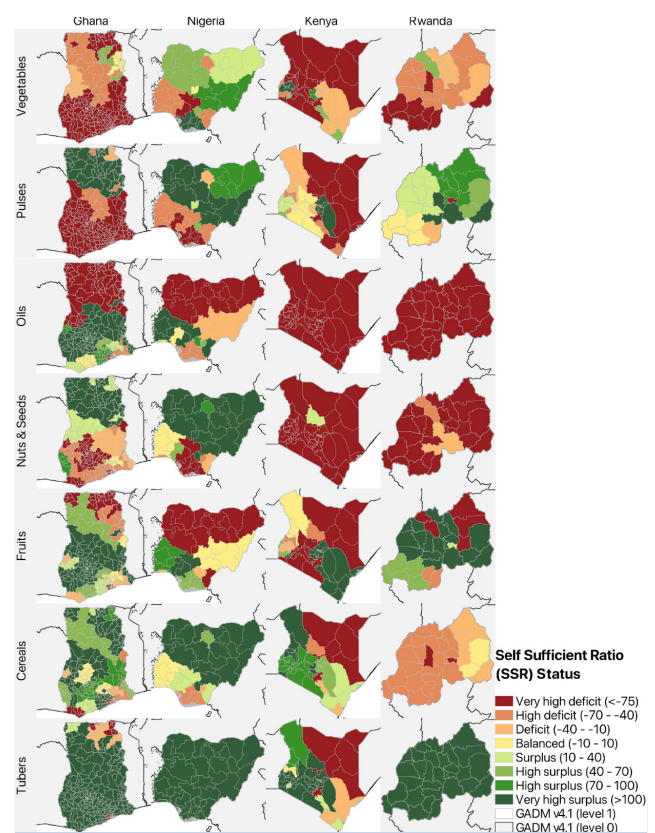 Ghana Nigeria Kenya Rwanda
Vegetables
Pulses
Oils
Nuts & Seeds
Fruits
Cereals
Tubers
Self Sufficient Ratio
(SSR) Status
Very high deficit (<-75)
High deficit (-70 - -40)
Deficit (-40 - -10)
Balanced (-10 - 10)
Surplus (10 - 40)
High surplus (40 - 70)
High surplus (70 - 100)
Very high surplus (>100)
GADM v4.1 (level 1)
GADM v4.1 (level 0)